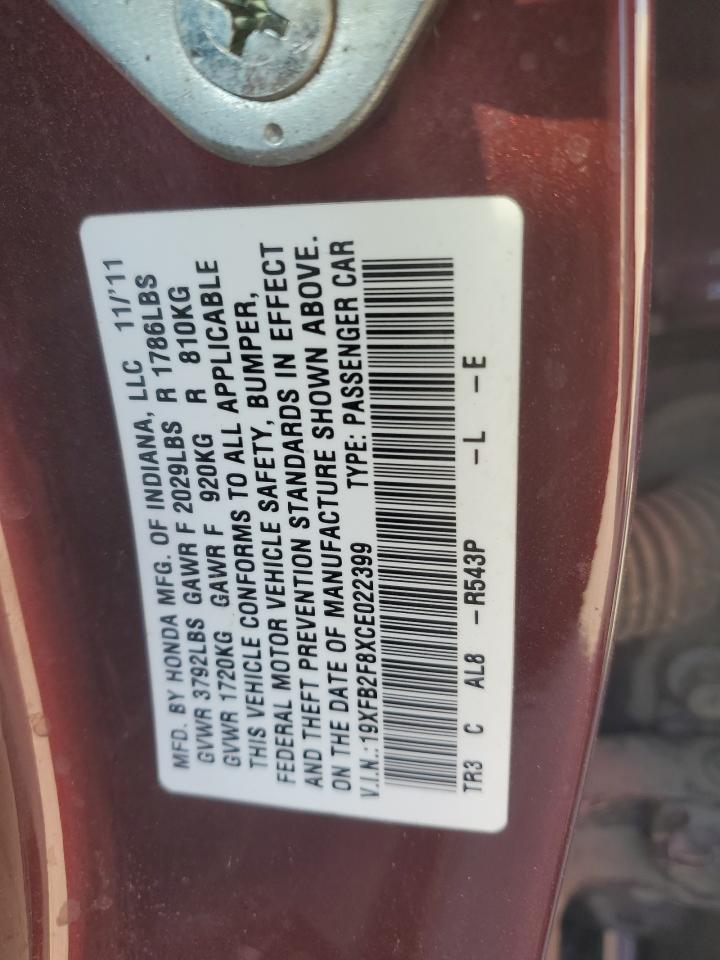 MFD. BY HONDA MFG. OF INDIANA, LLC 11/'11
GVWR 3792LBS GAWR F 2029LBS R 1786LBS
GVWR 1720KG GAWR F 920KG R 810KG
THIS VEHICLE CONFORMS TO ALL APPLICABLE
FEDERAL MOTOR VEHICLE SAFETY, BUMPER,
AND THEFT PREVENTION STANDARDS IN EFFECT
ON THE DATE OF MANUFACTURE SHOWN ABOVE.
V.I.N.:19XFB2F8XCE022399 TYPE: PASSENGER CAR
TR3 C AL8 -R543P -L -E